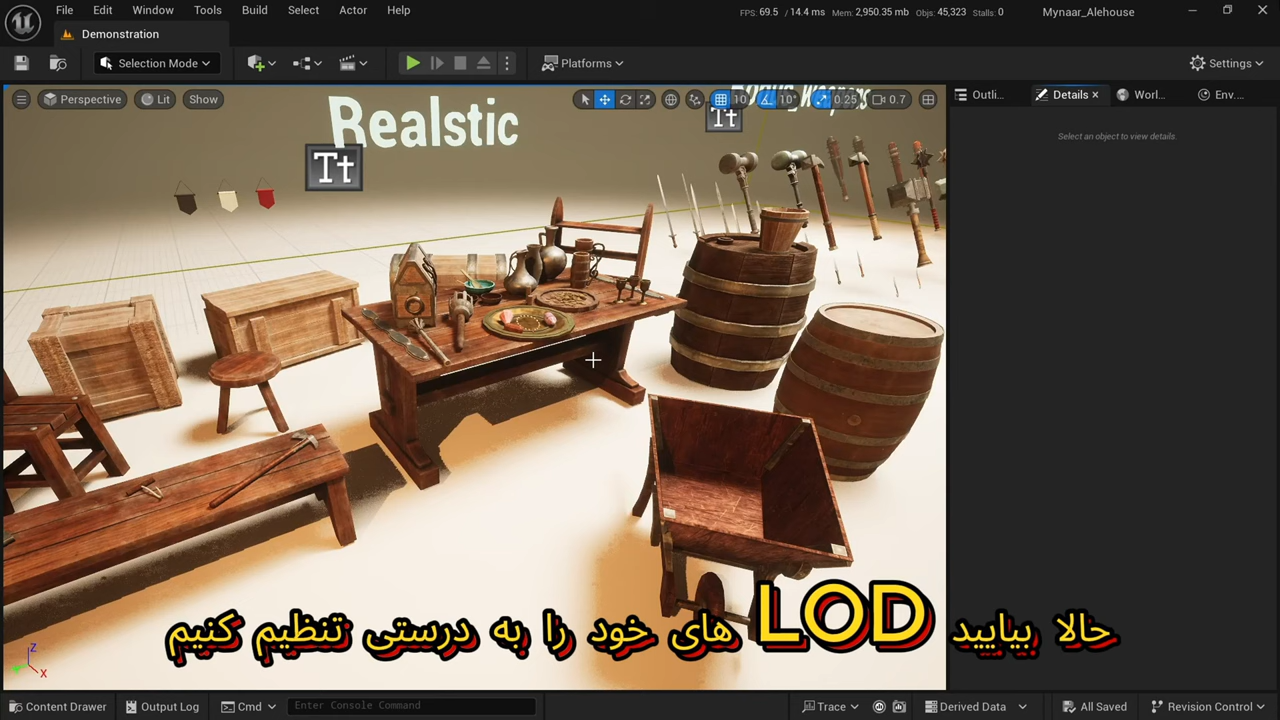 File Edit Window Tools Build Select Actor Help
FPS: 69.5 / 14.4 ms Mem: 2,950.35 mb Objs: 45,323 Stalls: 0
Mynaar_Alehouse
Demonstration
Selection Mode
Platforms
Settings
Perspective Lit Show
10 10° 0.25 0.7
Outli... Details World... Env...
Select an object to view details.
Realstic
Tt
Tt
حالا بیایید LOD های خود را به درستی تنظیم کنیم
Z
X
Content Drawer Output Log Cmd Enter Console Command
Trace Derived Data All Saved Revision Control